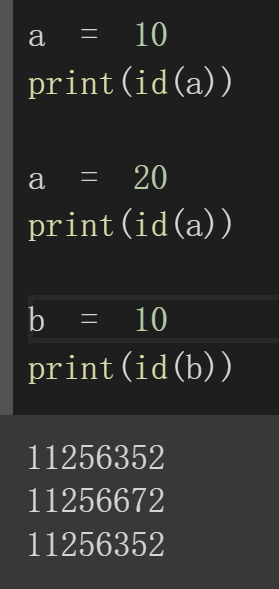 a = 10
print(id(a))
a = 20
print(id(a))
b = 10
print(id(b))
11256352
11256672
11256352